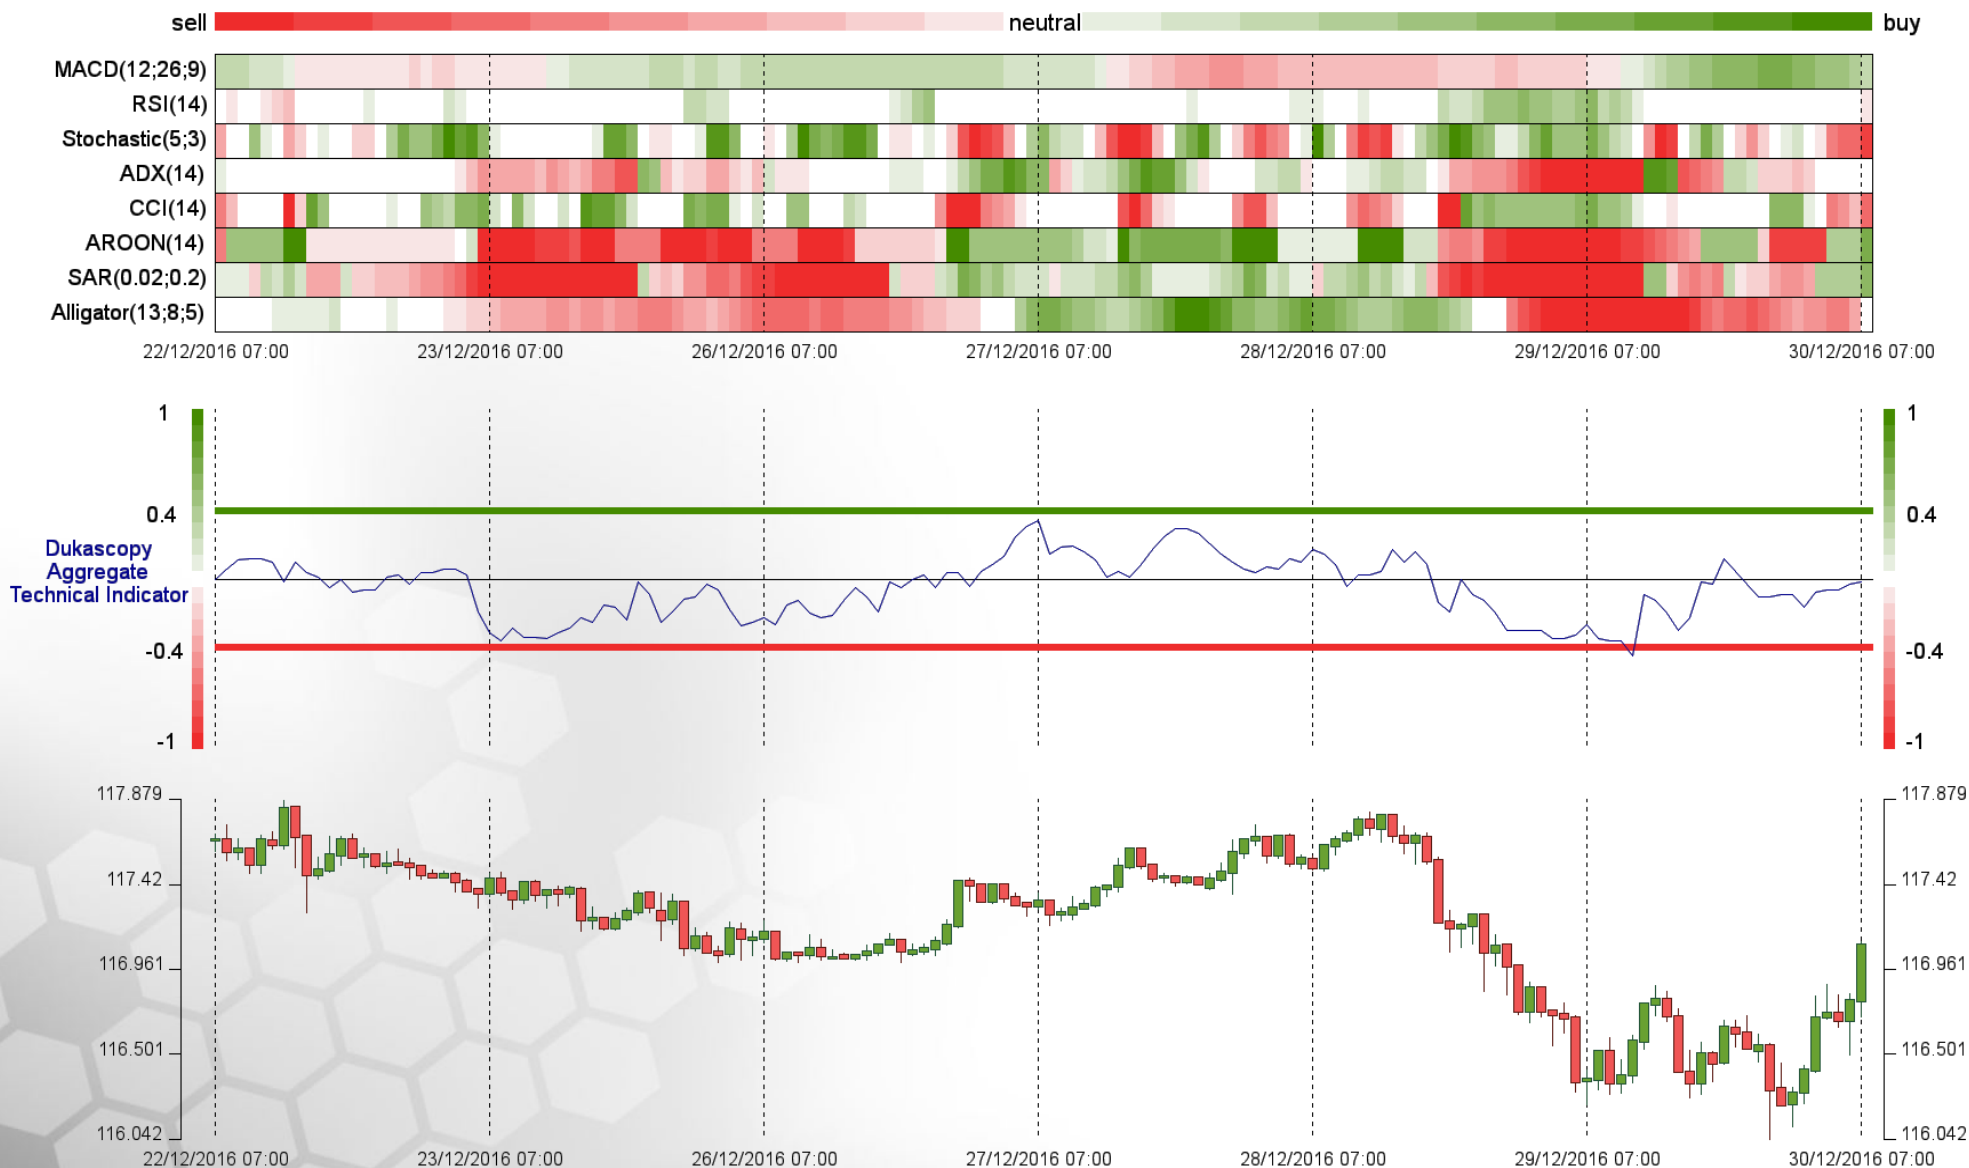 sell neutral buy
MACD(12;26;9)
RSI(14)
Stochastic(5;3)
ADX(14)
CCI(14)
AROON(14)
SAR(0.02;0.2)
Alligator(13;8;5)
22/12/2016 07:00 23/12/2016 07:00 26/12/2016 07:00 27/12/2016 07:00 28/12/2016 07:00 29/12/2016 07:00 30/12/2016 07:00
1 1
0.4 0.4
Dukascopy
Aggregate
Technical Indicator
-0.4 -0.4
-1 -1
117.879 117.879
117.42 117.42
116.961 116.961
116.501 116.501
116.042 116.042
22/12/2016 07:00 23/12/2016 07:00 26/12/2016 07:00 27/12/2016 07:00 28/12/2016 07:00 29/12/2016 07:00 30/12/2016 07:00